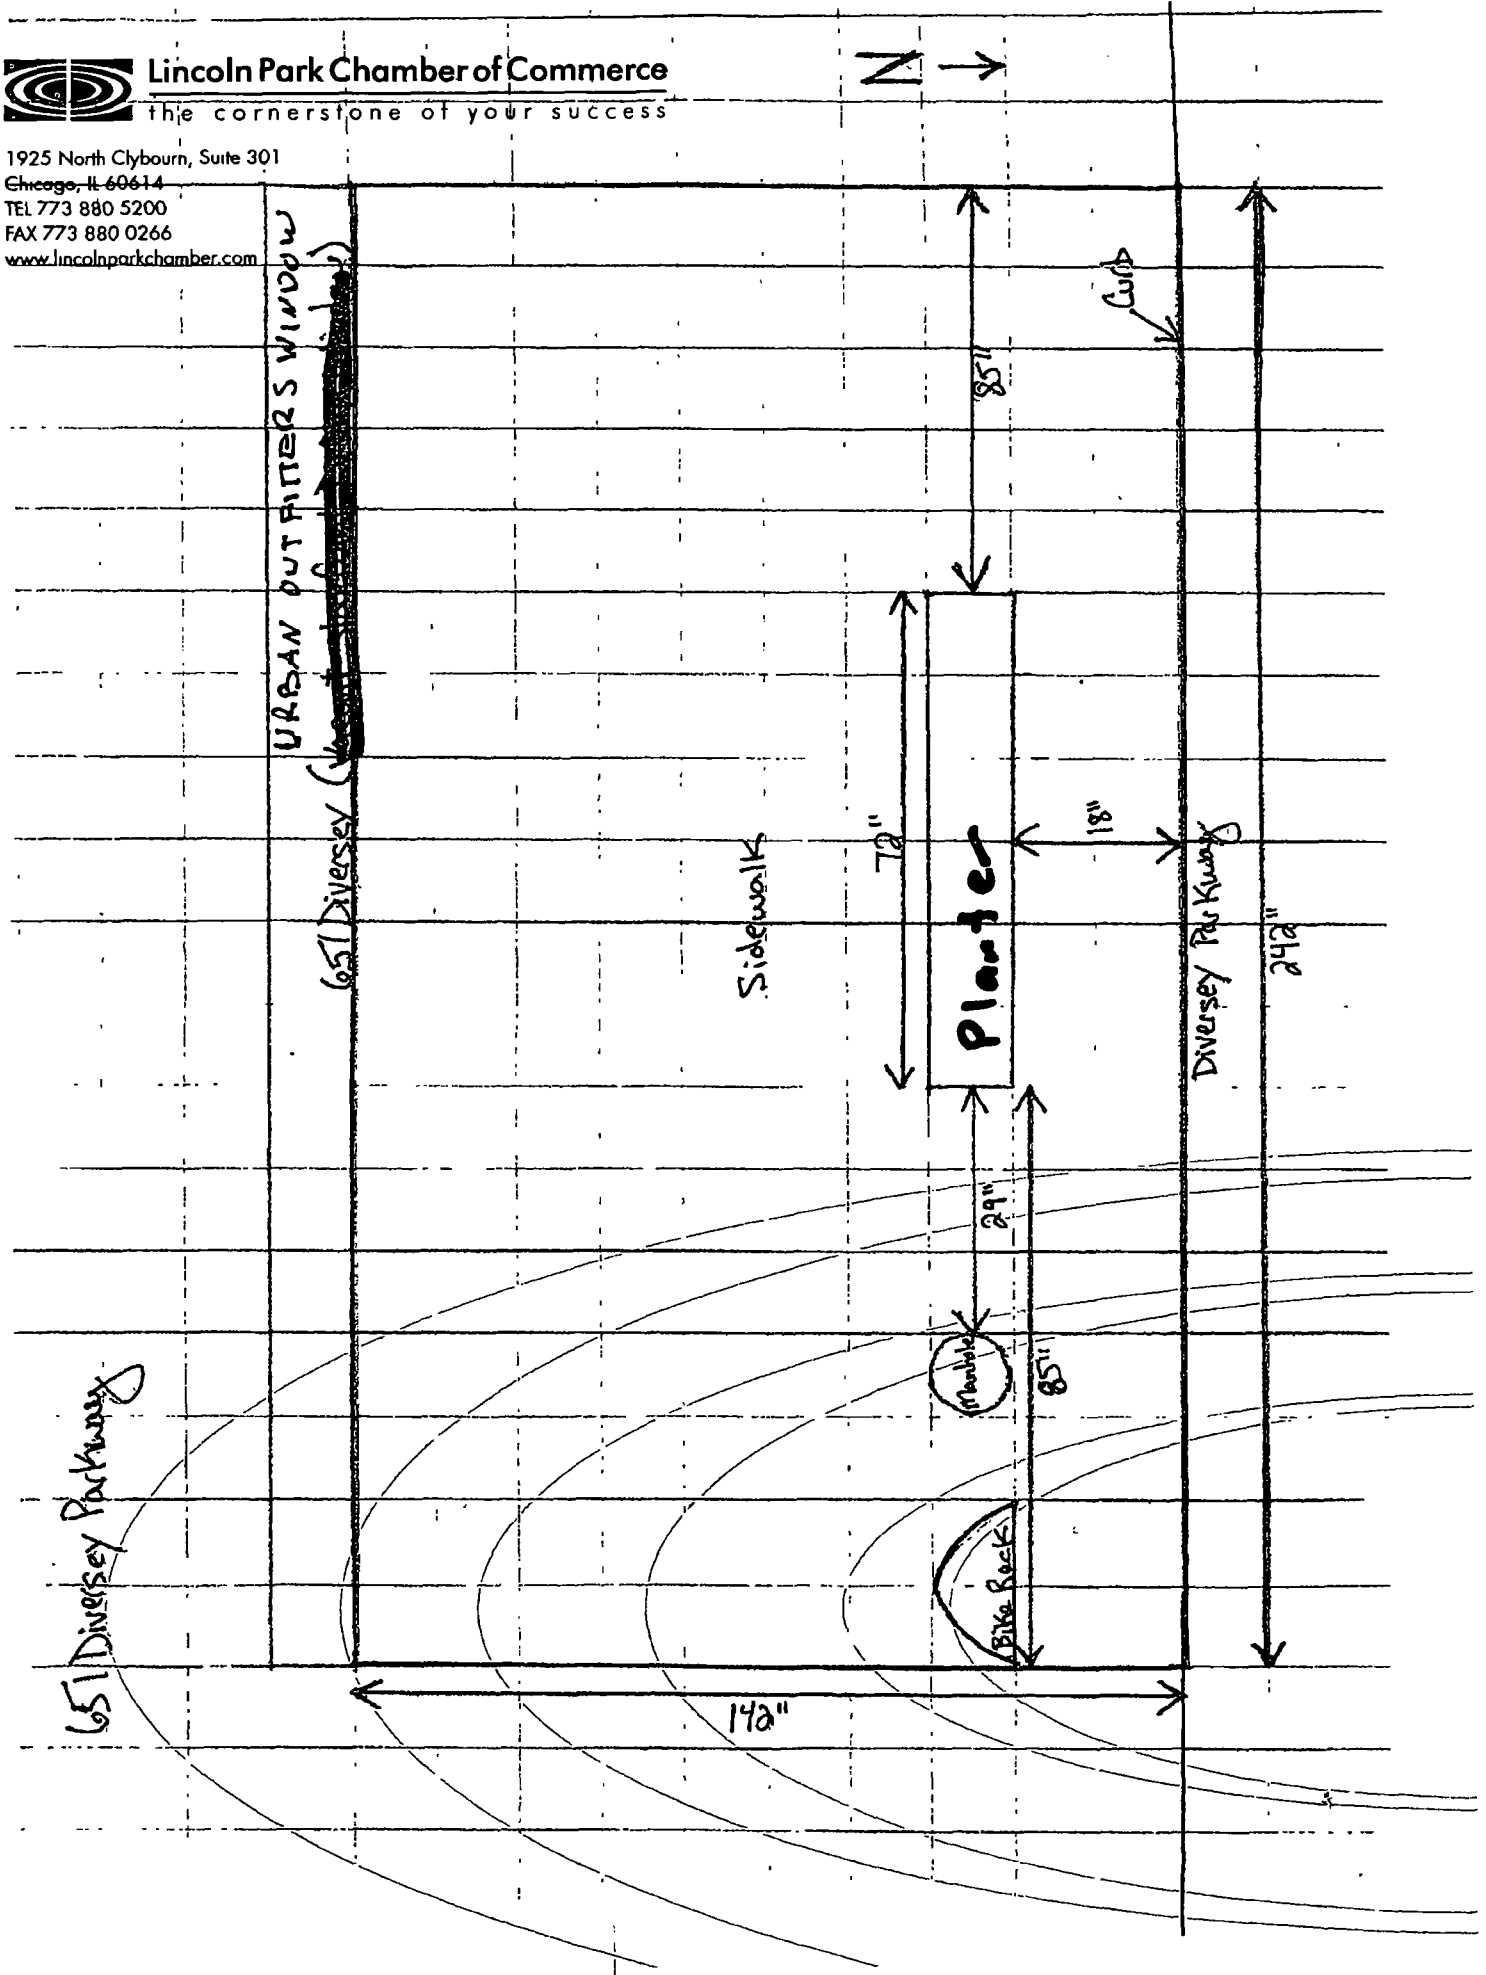 Lincoln Park Chamber of Commerce
the cornerstone of your success
1925 North Clybourn, Suite 301
Chicago, IL 60614
TEL 773 880 5200
FAX 773 880 0266
www.lincolnparkchamber.com
N
URBAN OUTFITTERS WINDOW
651 Diversey (
Curb
85"
72"
18"
Planter
Sidewalk
Diversey Parkway
242"
29"
Manhole
85"
Bike Rack
142"
651 Diversey Parkway